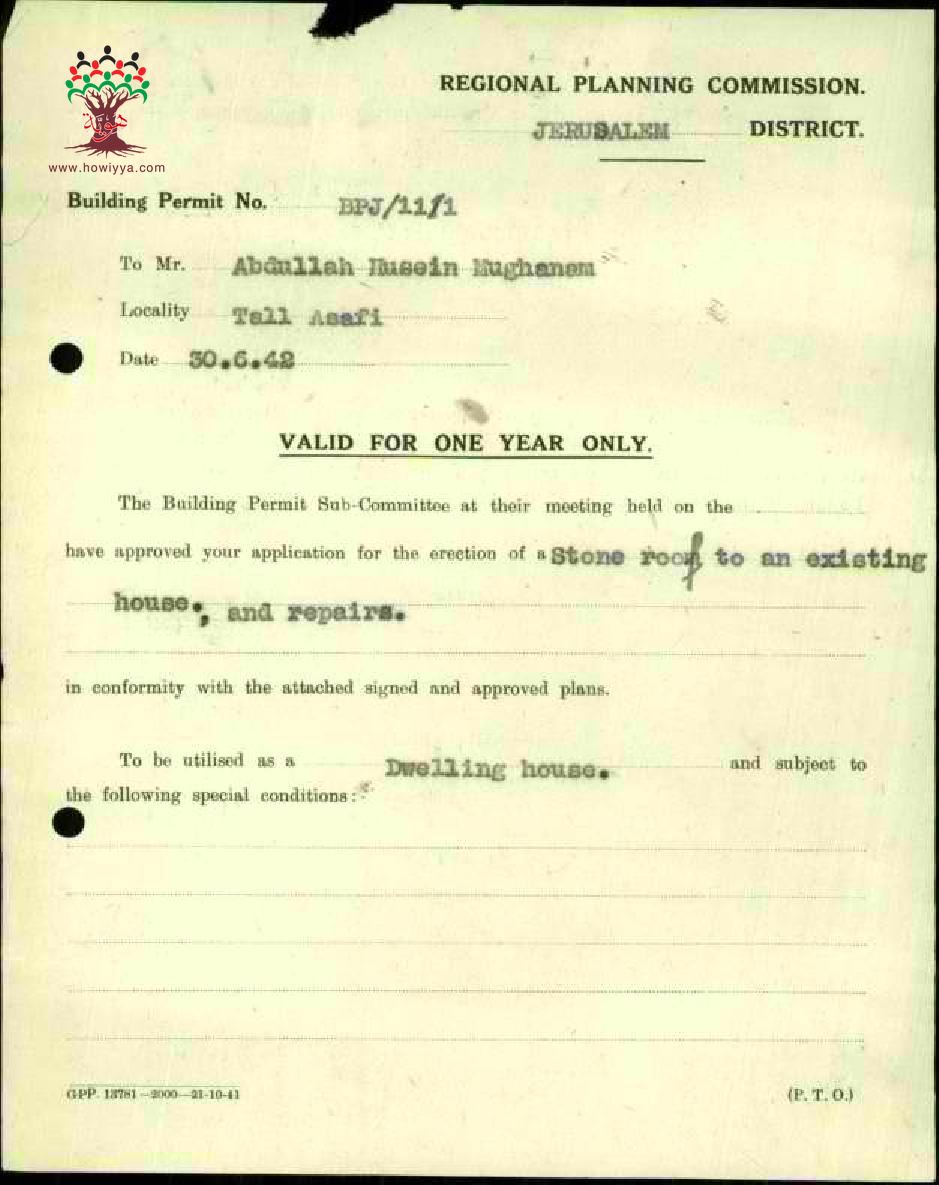 هوية
www.howiyya.com
REGIONAL PLANNING COMMISSION.
JERUSALEM DISTRICT.
Building Permit No. BPJ/11/1
To Mr. Abdullah Husein Mughanem
Locality Tell Asafi
Date 30.6.42
VALID FOR ONE YEAR ONLY.
The Building Permit Sub-Committee at their meeting held on the
have approved your application for the erection of a Stone roof to an existing
house., and repairs.
in conformity with the attached signed and approved plans.
To be utilised as a Dwelling house. and subject to
the following special conditions:-
GPP. 13781—2000—21-10-41 (P. T. O.)